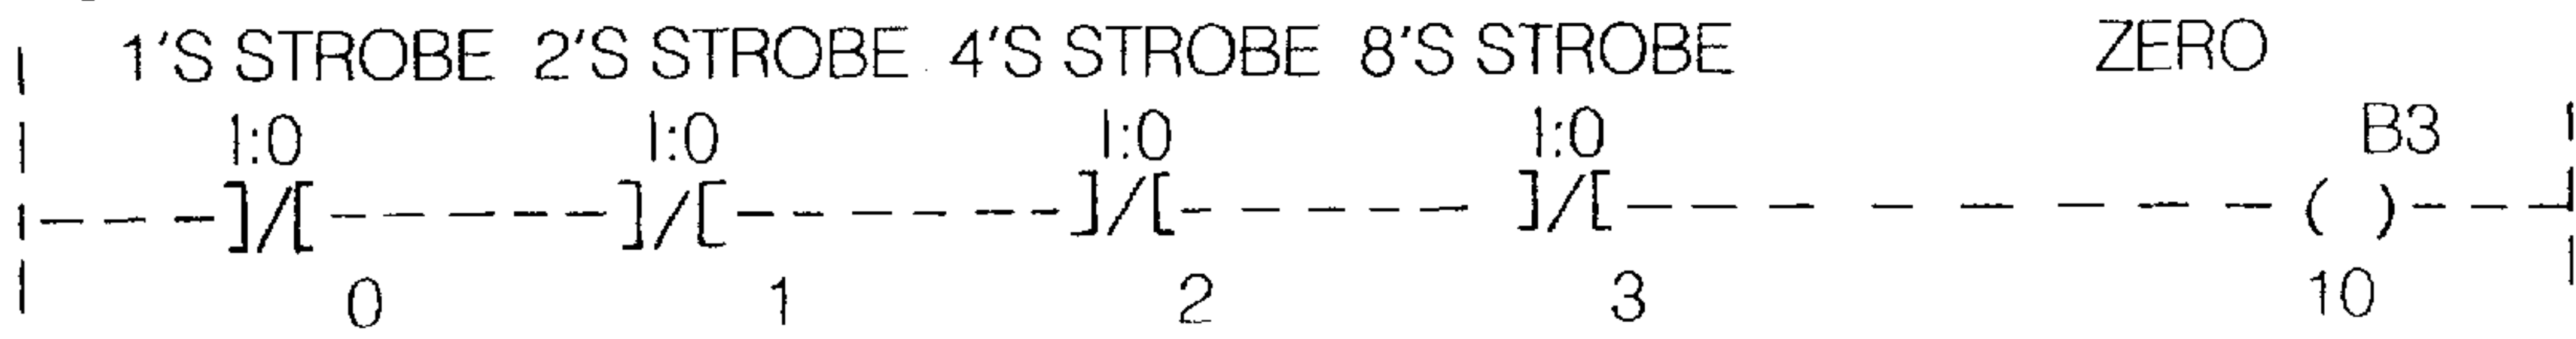 1'S STROBE 2'S STROBE 4'S STROBE 8'S STROBE ZERO
I:0 I:0 I:0 I:0 B3
]/[ ]/[ ]/[ ]/[ ( )
0 1 2 3 10